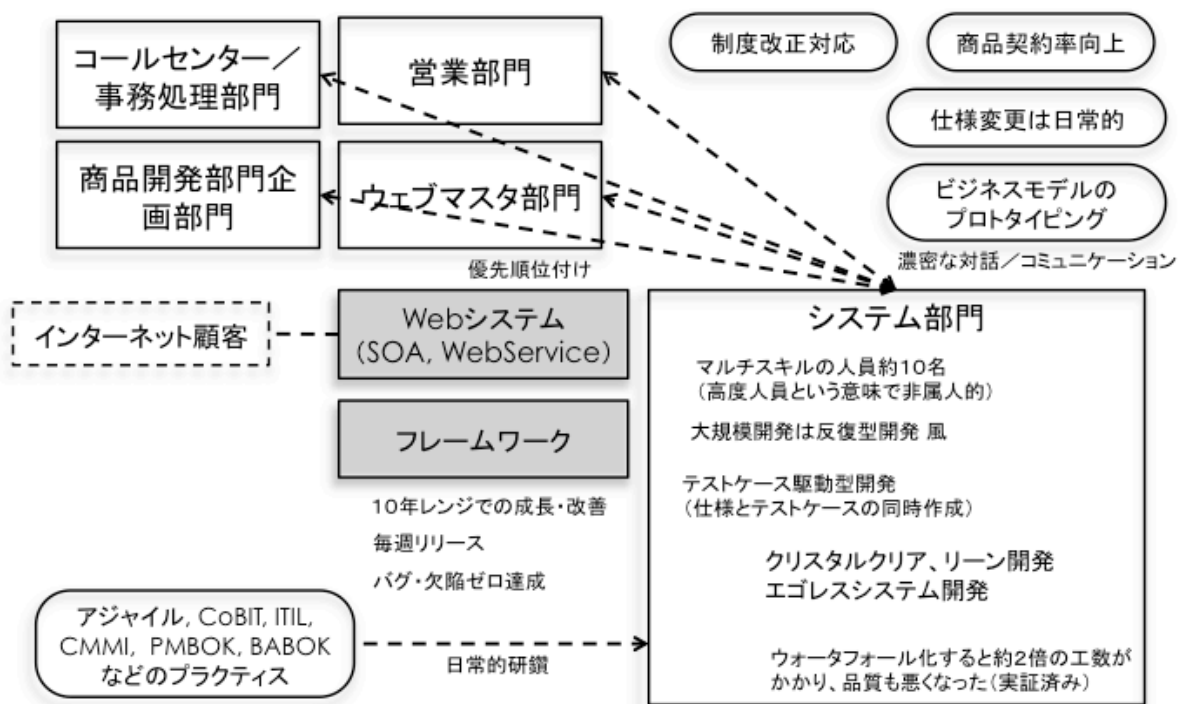 コールセンター／
事務処理部門
営業部門
制度改正対応
商品契約率向上
仕様変更は日常的
商品開発部門企
画部門
ウェブマスタ部門
ビジネスモデルの
プロトタイピング
優先順位付け
濃密な対話／コミュニケーション
インターネット顧客
Webシステム
（SOA, WebService）
フレームワーク
10年レンジでの成長・改善
毎週リリース
バグ・欠陥ゼロ達成
システム部門
マルチスキルの人員約10名
（高度人員という意味で非属人的）
大規模開発は反復型開発 風
テストケース駆動型開発
（仕様とテストケースの同時作成）
クリスタルクリア、リーン開発
エゴレスシステム開発
ウォータフォール化すると約2倍の工数が
かかり、品質も悪くなった（実証済み）
アジャイル, CoBIT, ITIL,
CMMI, PMBOK, BABOK
などのプラクティス
日常的研鑽